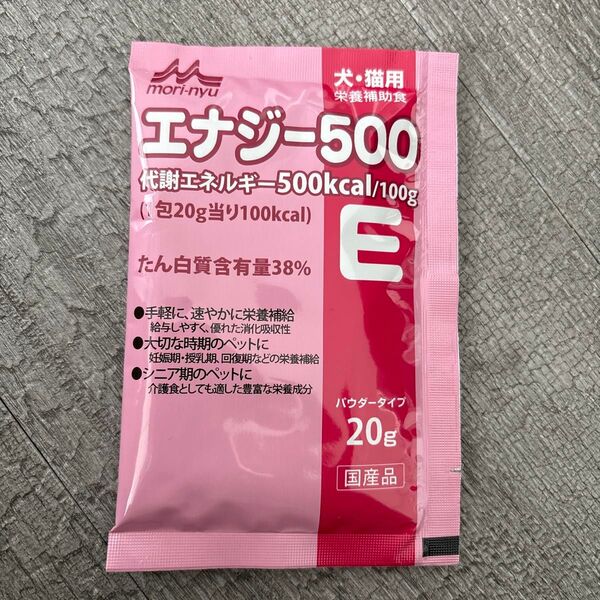 mori-nyu
犬・猫用
栄養補助食
エナジー500
代謝エネルギー500kcal/100g
包20g当り100kcal)
E
たん白質含有量38%
●手軽に、速やかに栄養補給
給与しやすく、優れた消化吸収性
●大切な時期のペットに
妊娠期・授乳期、回復期などの栄養補給
●シニア期のペットに
介護食としても適した豊富な栄養成分
パウダータイプ
20g
国産品